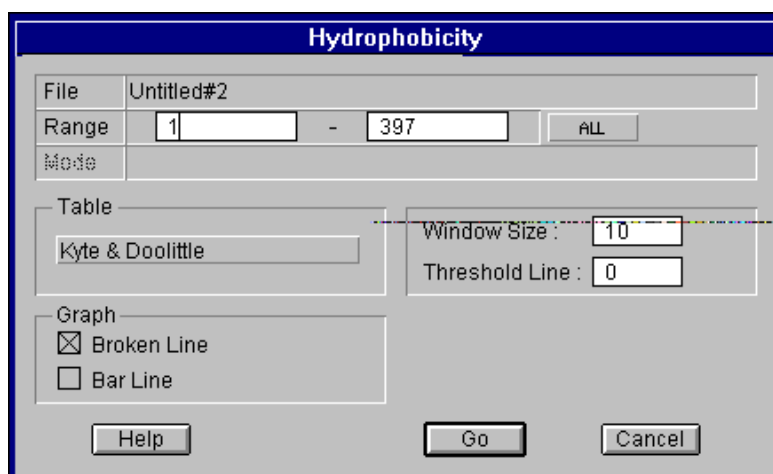 Hydrophobicity
File Untitled#2
Range 1 - 397 ALL
Mode
Table
Kyte & Doolittle
Window Size : 10
Threshold Line : 0
Graph
Broken Line
Bar Line
Help Go Cancel